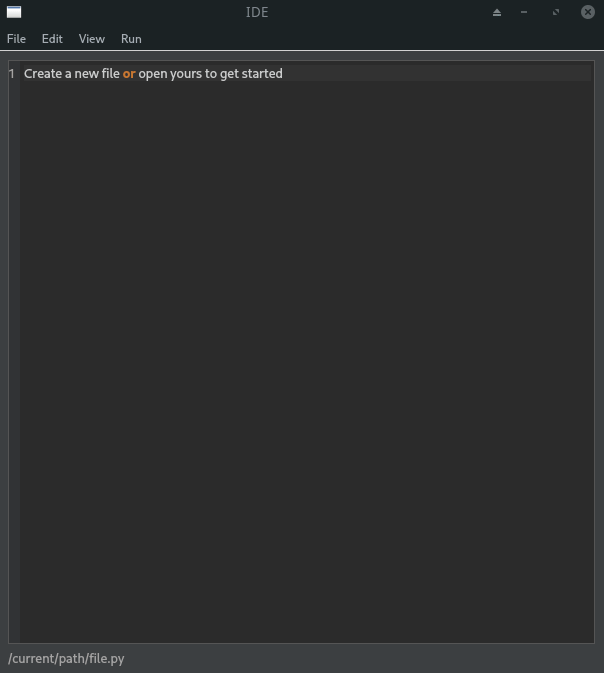 IDE
File Edit View Run
1 Create a new file or open yours to get started
/current/path/file.py